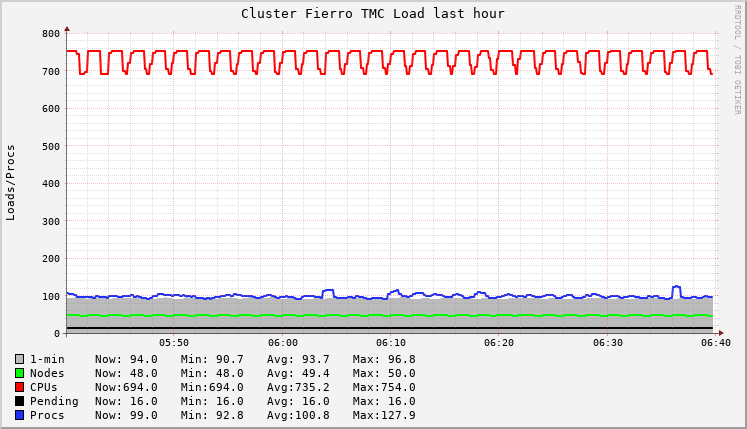 Cluster Fierro TMC Load last hour
RRDTOOL / TOBI OETIKER
Loads/Procs
800
700
600
500
400
300
200
100
0
05:50 06:00 06:10 06:20 06:30 06:40
1-min Now: 94.0 Min: 90.7 Avg: 93.7 Max: 96.8
Nodes Now: 48.0 Min: 48.0 Avg: 49.4 Max: 50.0
CPUs Now:694.0 Min:694.0 Avg:735.2 Max:754.0
Pending Now: 16.0 Min: 16.0 Avg: 16.0 Max: 16.0
Procs Now: 99.0 Min: 92.8 Avg:100.8 Max:127.9